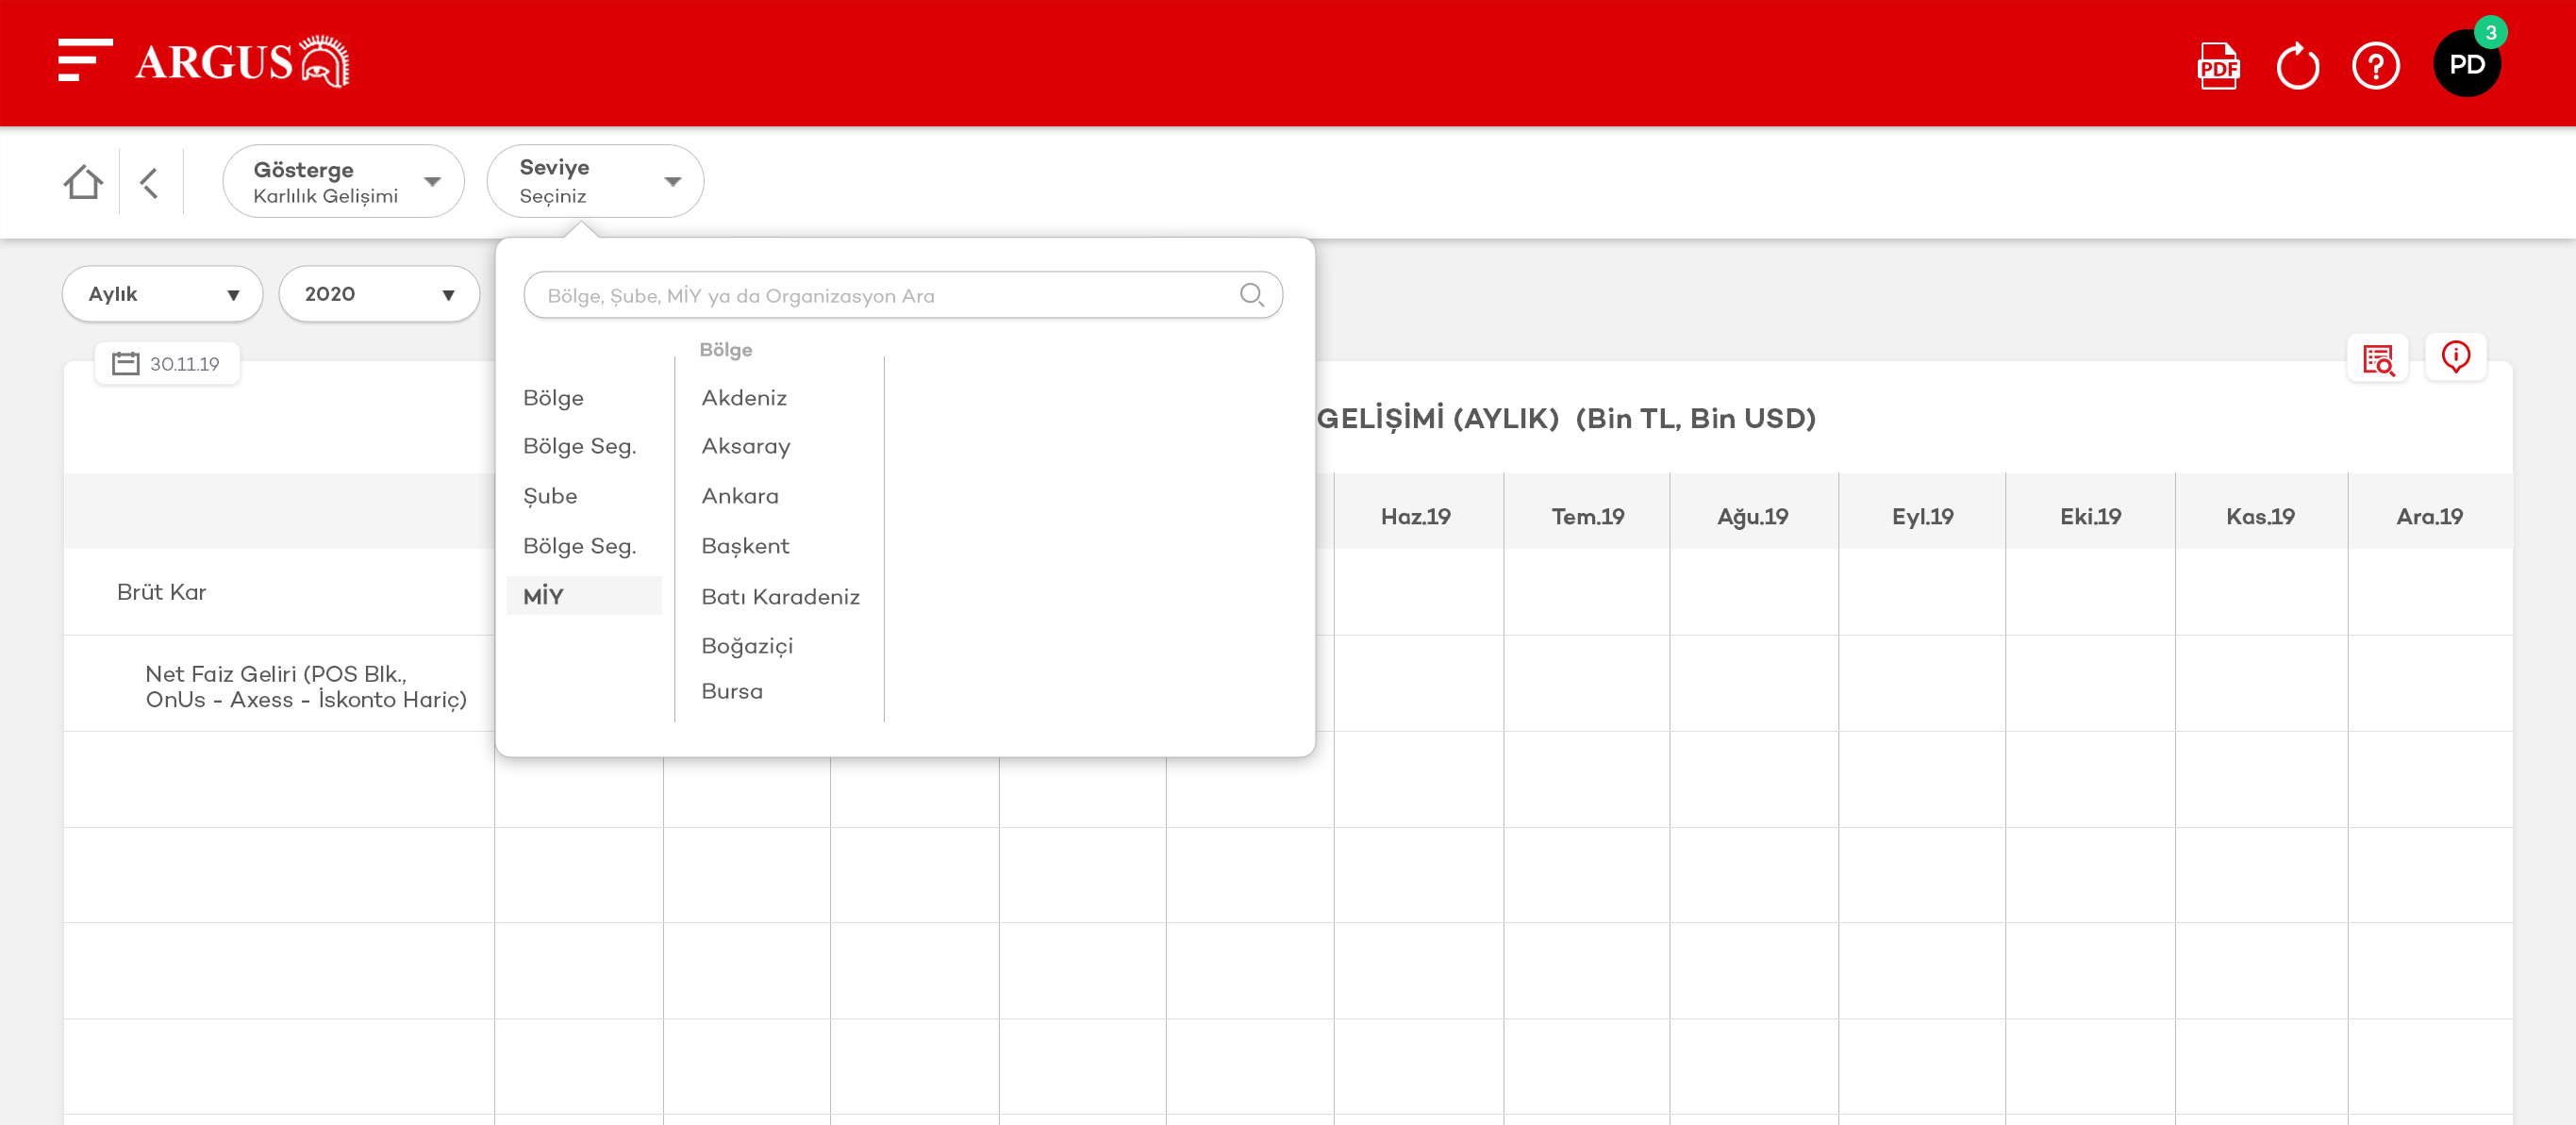 ARGUS
PDF
?
3
PD
Gösterge
Karlılık Gelişimi
Seviye
Seçiniz
Aylık
2020
Bölge, Şube, MİY ya da Organizasyon Ara
30.11.19
Bölge
Bölge
Bölge Seg.
Şube
Bölge Seg.
MİY
Akdeniz
Aksaray
Ankara
Başkent
Batı Karadeniz
Boğaziçi
Bursa
GELİŞİMİ (AYLIK) (Bin TL, Bin USD)
Haz.19
Tem.19
Ağu.19
Eyl.19
Eki.19
Kas.19
Ara.19
Brüt Kar
Net Faiz Geliri (POS Blk.,
OnUs - Axess - İskonto Hariç)